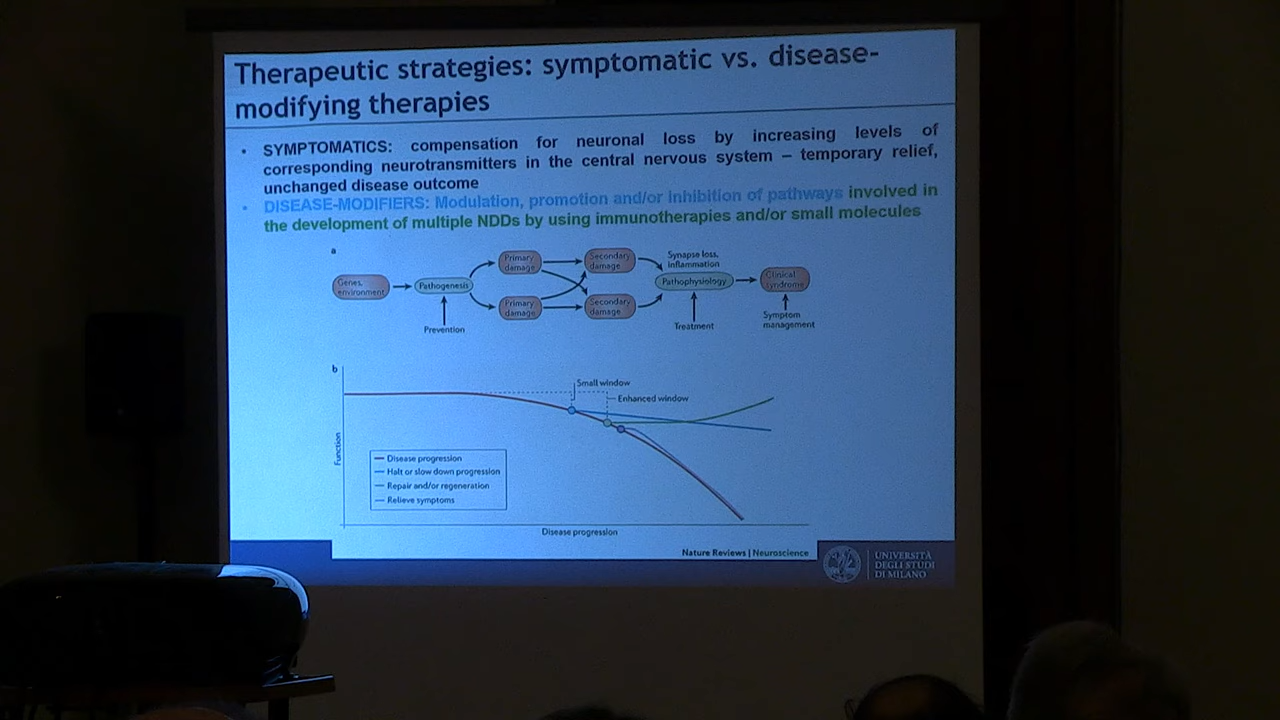 Therapeutic strategies: symptomatic vs. disease-
modifying therapies
• SYMPTOMATICS: compensation for neuronal loss by increasing levels of
corresponding neurotransmitters in the central nervous system – temporary relief,
unchanged disease outcome
• DISEASE-MODIFIERS: Modulation, promotion and/or inhibition of pathways involved in
the development of multiple NDDs by using immunotherapies and/or small molecules
a
Genes,
environment
Pathogenesis
Prevention
Primary
damage
Primary
damage
Secondary
damage
Secondary
damage
Synapse loss,
inflammation
Pathophysiology
Treatment
Clinical
syndrome
Symptom
management
b
Function
Small window
Enhanced window
Disease progression
Halt or slow down progression
Repair and/or regeneration
Relieve symptoms
Disease progression
Nature Reviews | Neuroscience
UNIVERSITÀ
DEGLI STUDI
DI MILANO